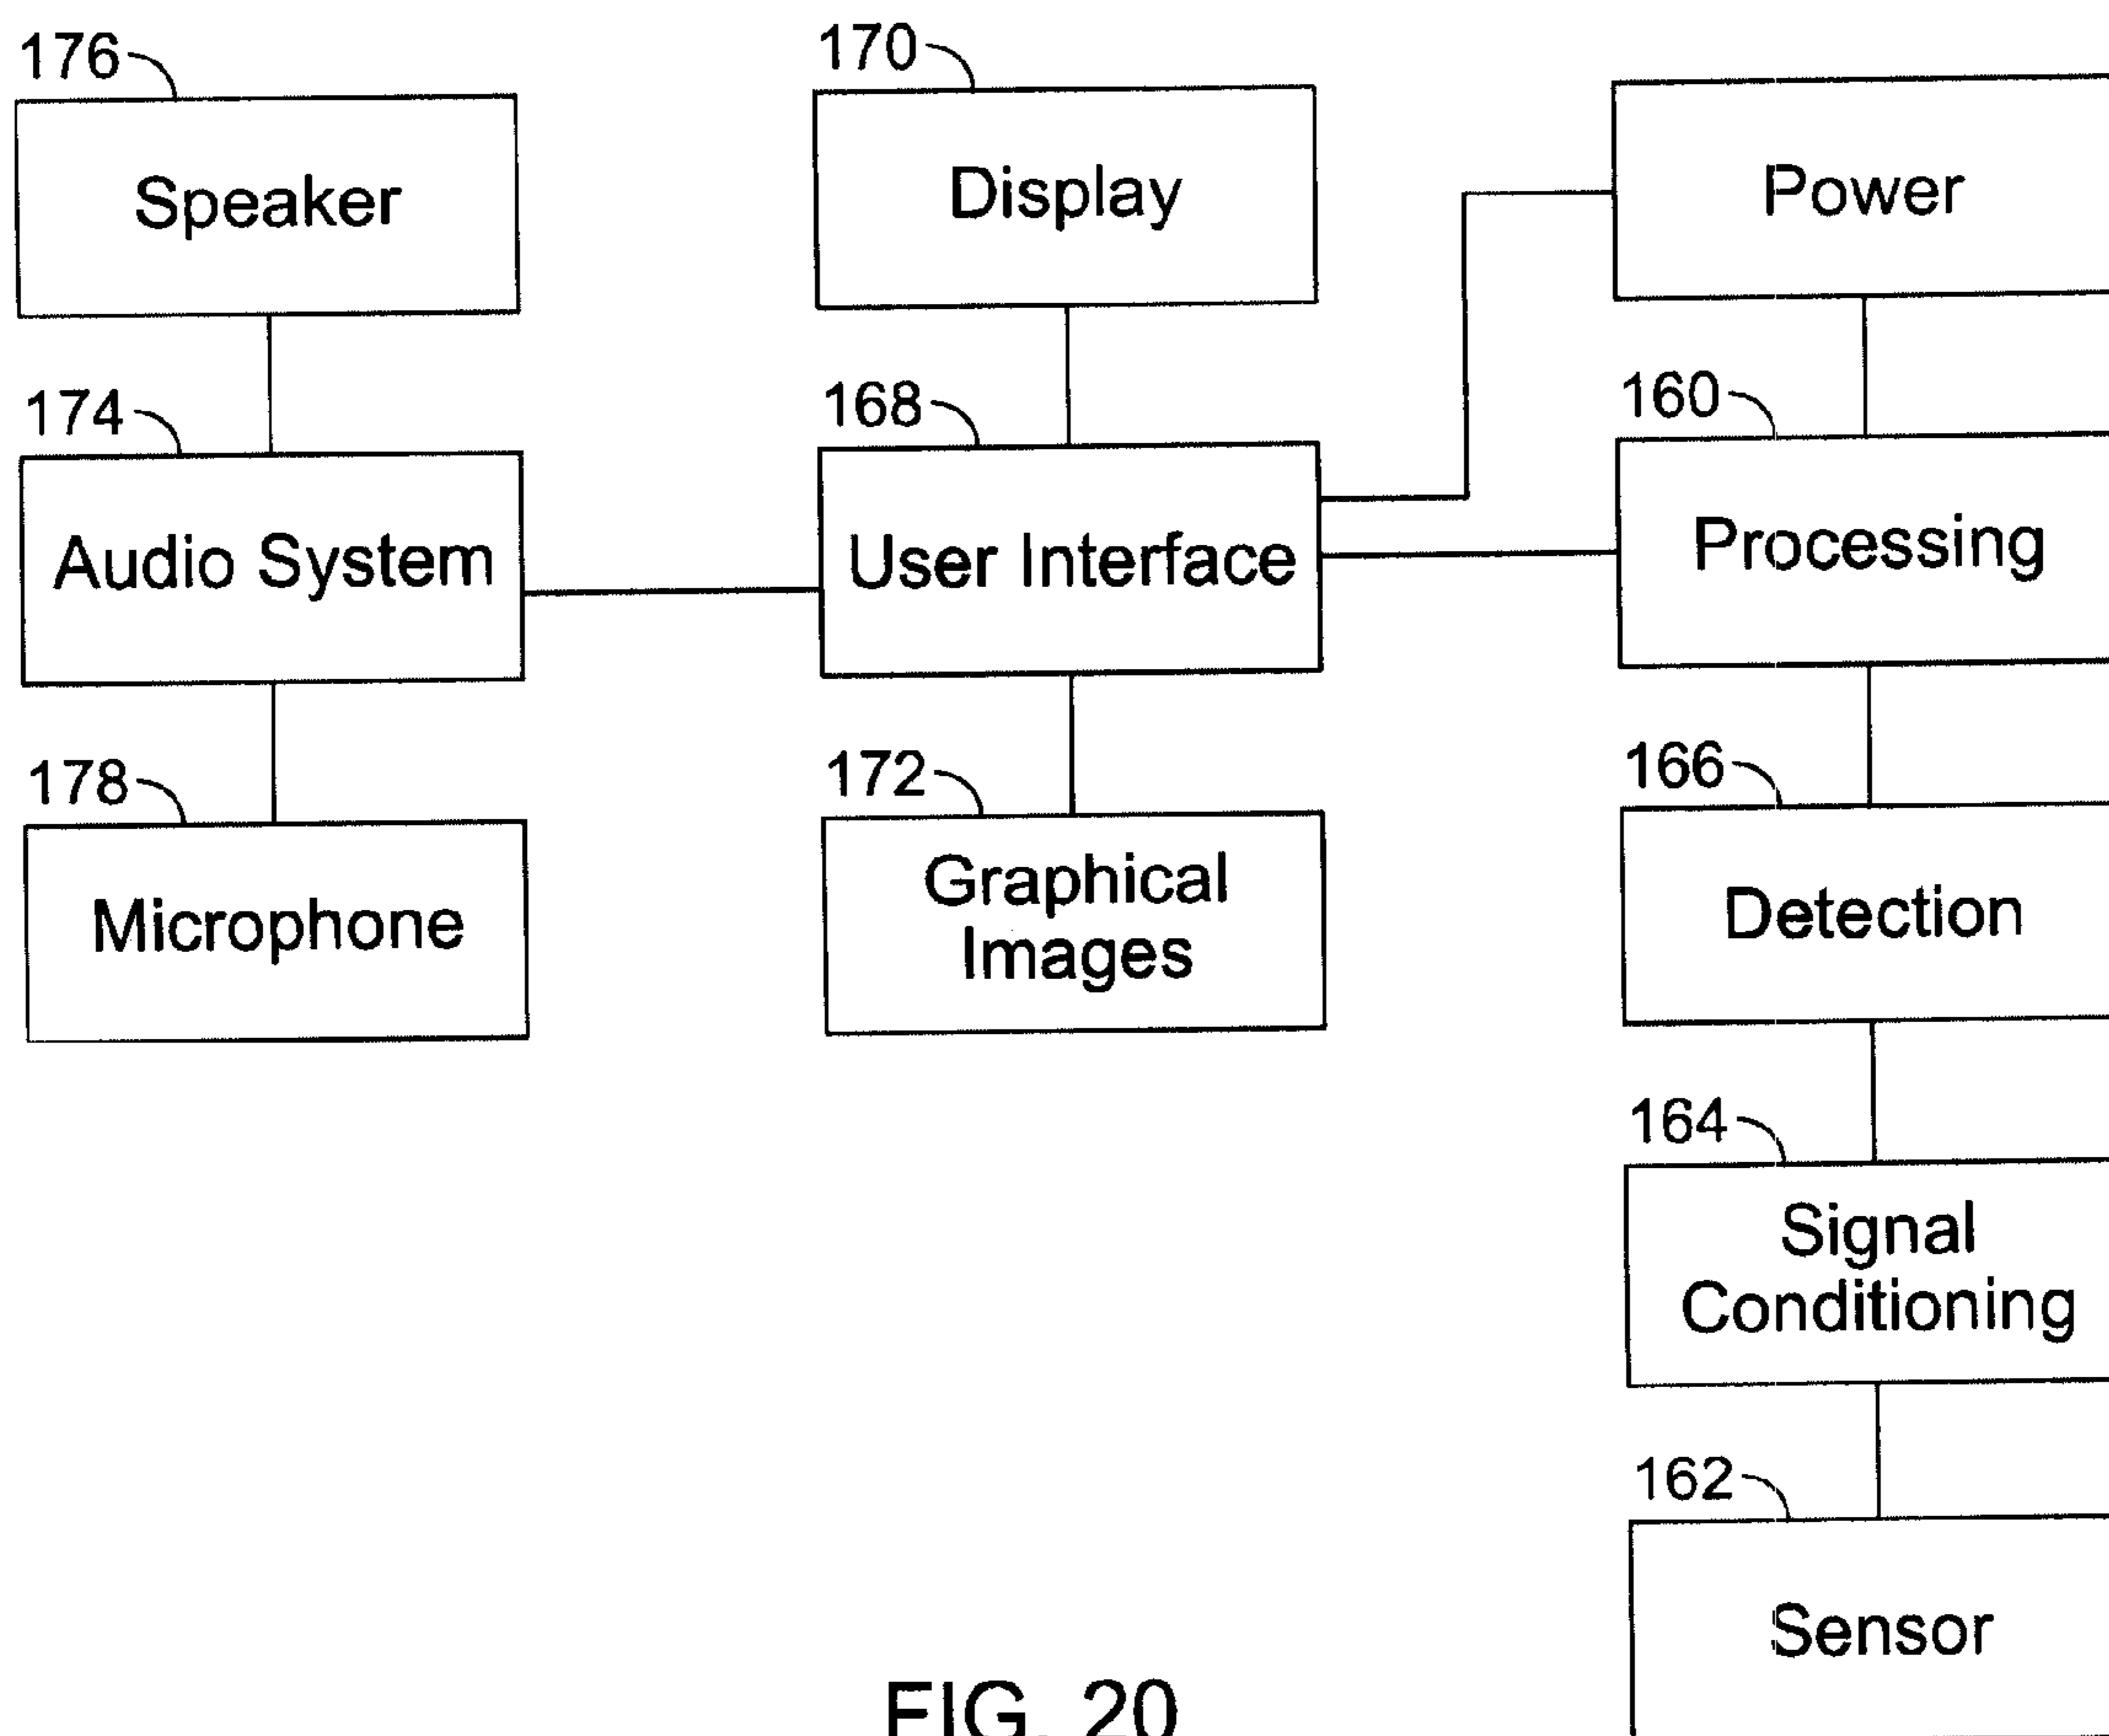 176
Speaker
170
Display
Power
174
Audio System
168
User Interface
160
Processing
178
Microphone
172
Graphical
Images
166
Detection
164
Signal
Conditioning
162
Sensor
FIG. 20